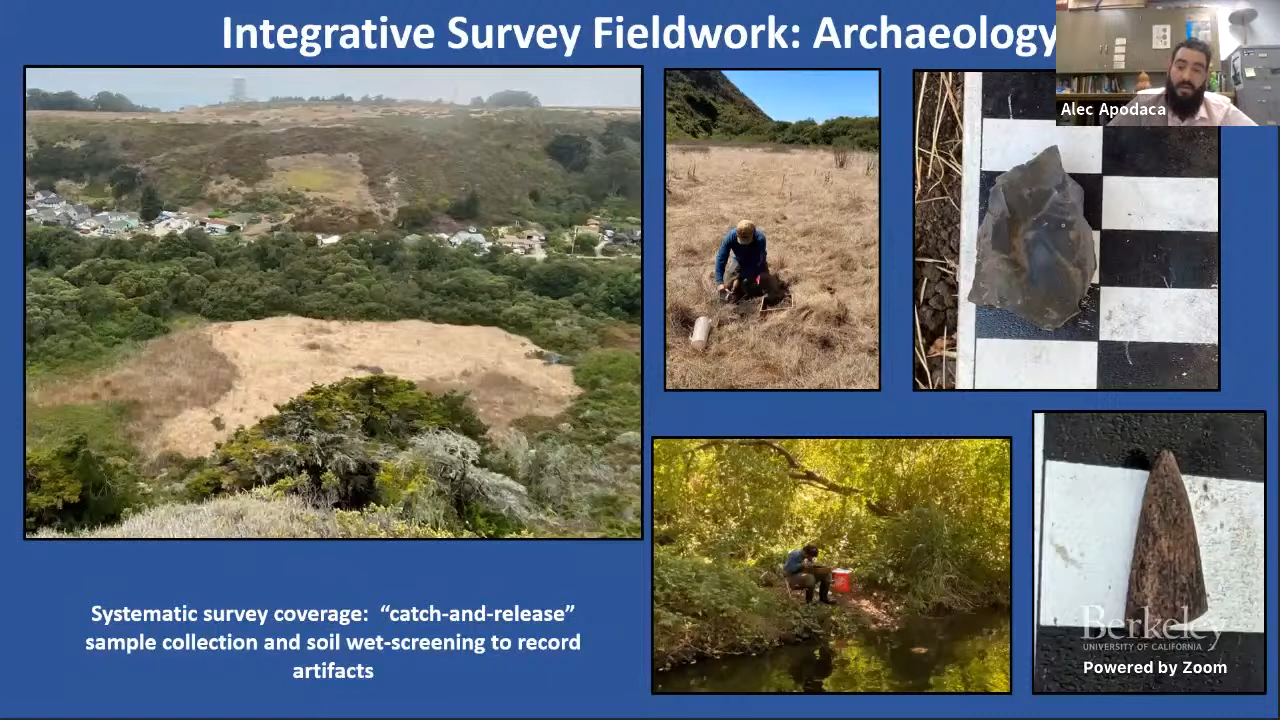 Integrative Survey Fieldwork: Archaeology
Alec Apodaca
Systematic survey coverage: “catch-and-release”
sample collection and soil wet-screening to record
artifacts
Berkeley
UNIVERSITY OF CALIFORNIA
Powered by Zoom